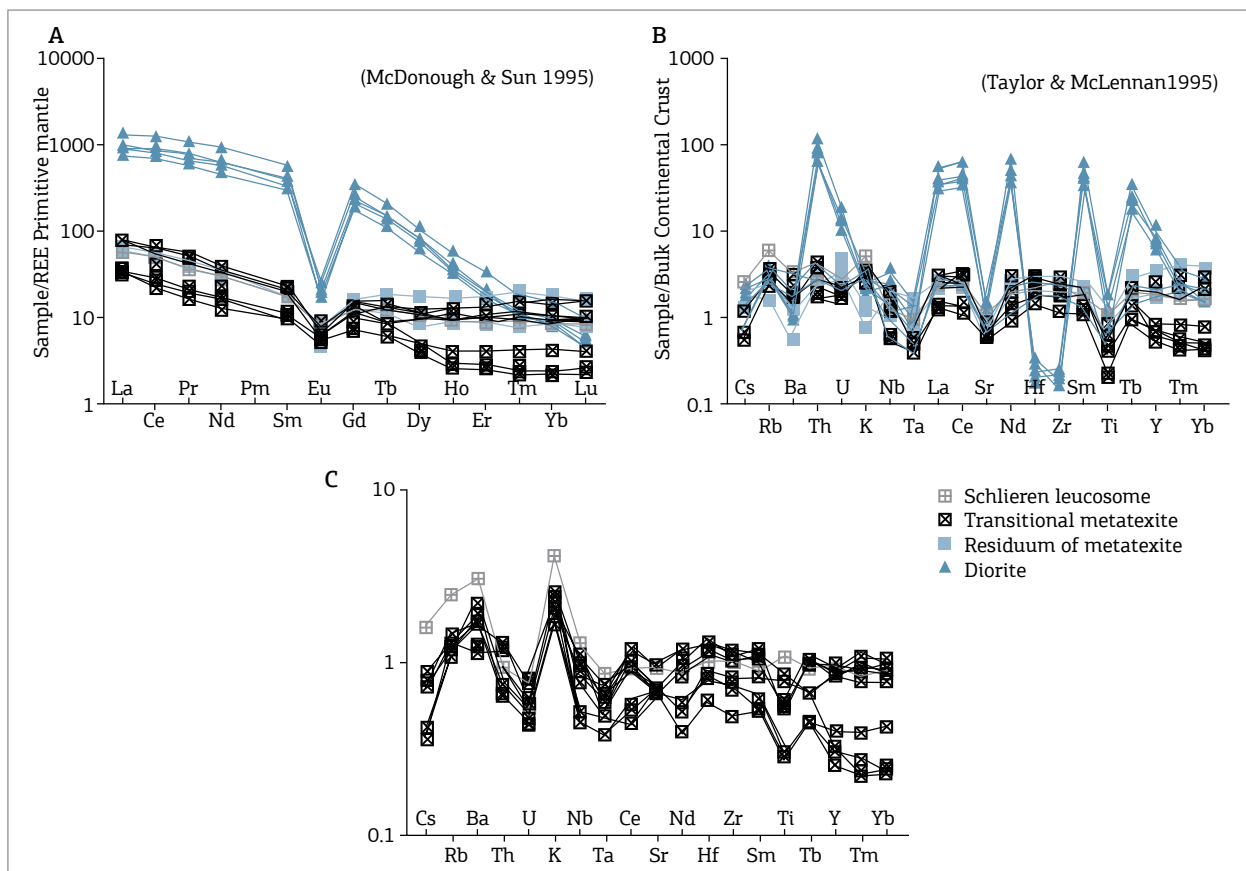 A
10000
1000
100
10
1
Sample/REE Primitive mantle
(McDonough & Sun 1995)
La Pr Pm Eu Tb Ho Tm Lu
Ce Nd Sm Gd Dy Er Yb
B
1000
100
10
1
0.1
Sample/Bulk Continental Crust
(Taylor & McLennan1995)
Cs Ba U Nb La Sr Hf Sm Tb Tm
Rb Th K Ta Ce Nd Zr Ti Y Yb
C
10
1
0.1
Cs Ba U Nb Ce Nd Zr Ti Y Yb
Rb Th K Ta Sr Hf Sm Tb Tm
Schlieren leucosome
Transitional metatexite
Residuum of metatexite
Diorite